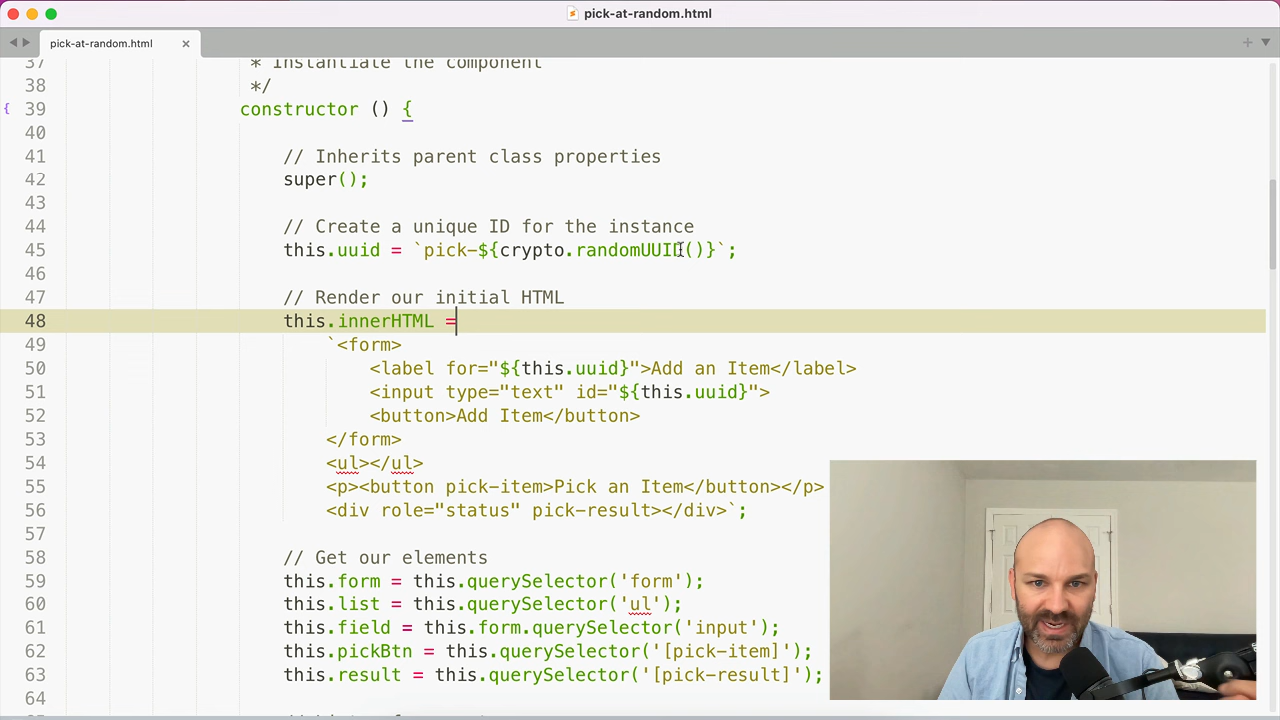 pick-at-random.html
pick-at-random.html
37 * Instantiate the component
38 */
{ 39 constructor () {
40
41 // Inherits parent class properties
42 super();
43
44 // Create a unique ID for the instance
45 this.uuid = `pick-${crypto.randomUUID()}`;
46
47 // Render our initial HTML
48 this.innerHTML =
49 `<form>
50 <label for="${this.uuid}">Add an Item</label>
51 <input type="text" id="${this.uuid}">
52 <button>Add Item</button>
53 </form>
54 <ul></ul>
55 <p><button pick-item>Pick an Item</button></p>
56 <div role="status" pick-result></div>`;
57
58 // Get our elements
59 this.form = this.querySelector('form');
60 this.list = this.querySelector('ul');
61 this.field = this.form.querySelector('input');
62 this.pickBtn = this.querySelector('[pick-item]');
63 this.result = this.querySelector('[pick-result]');
64